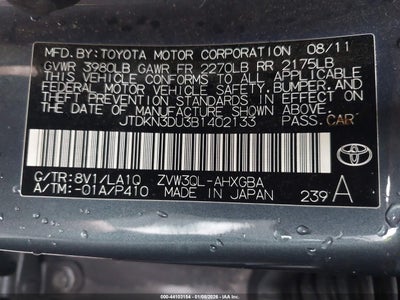 MFD. BY: TOYOTA MOTOR CORPORATION 08/11
GVWR 3980LB GAWR FR 2270LB RR 2175LB
THIS VEHICLE CONFORMS TO ALL APPLICABLE
FEDERAL MOTOR VEHICLE SAFETY, BUMPER, AND
THEFT PREVENTION STANDARDS IN EFFECT ON
THE DATE OF MANUFACTURE SHOWN ABOVE.
JTDKN3DU3B1402133 PASS. CAR
C/TR:8V1/LA10 ZVW30L-AHXGBA
A/TM:-01A/P410 MADE IN JAPAN
239 A
TOYOTA
000-44103154 - 01/08/2026 - IAA Inc.